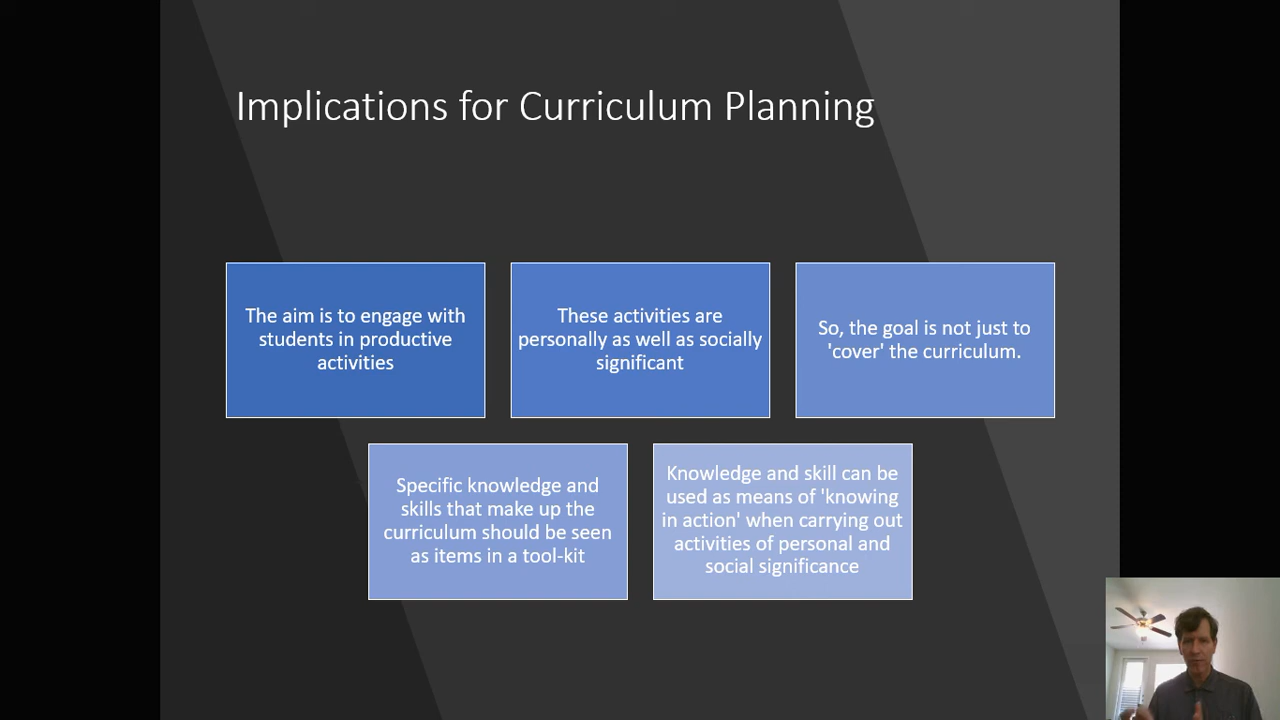 Implications for Curriculum Planning
The aim is to engage with
students in productive
activities
These activities are
personally as well as socially
significant
So, the goal is not just to
'cover' the curriculum.
Specific knowledge and
skills that make up the
curriculum should be seen
as items in a tool-kit
Knowledge and skill can be
used as means of 'knowing
in action' when carrying out
activities of personal and
social significance